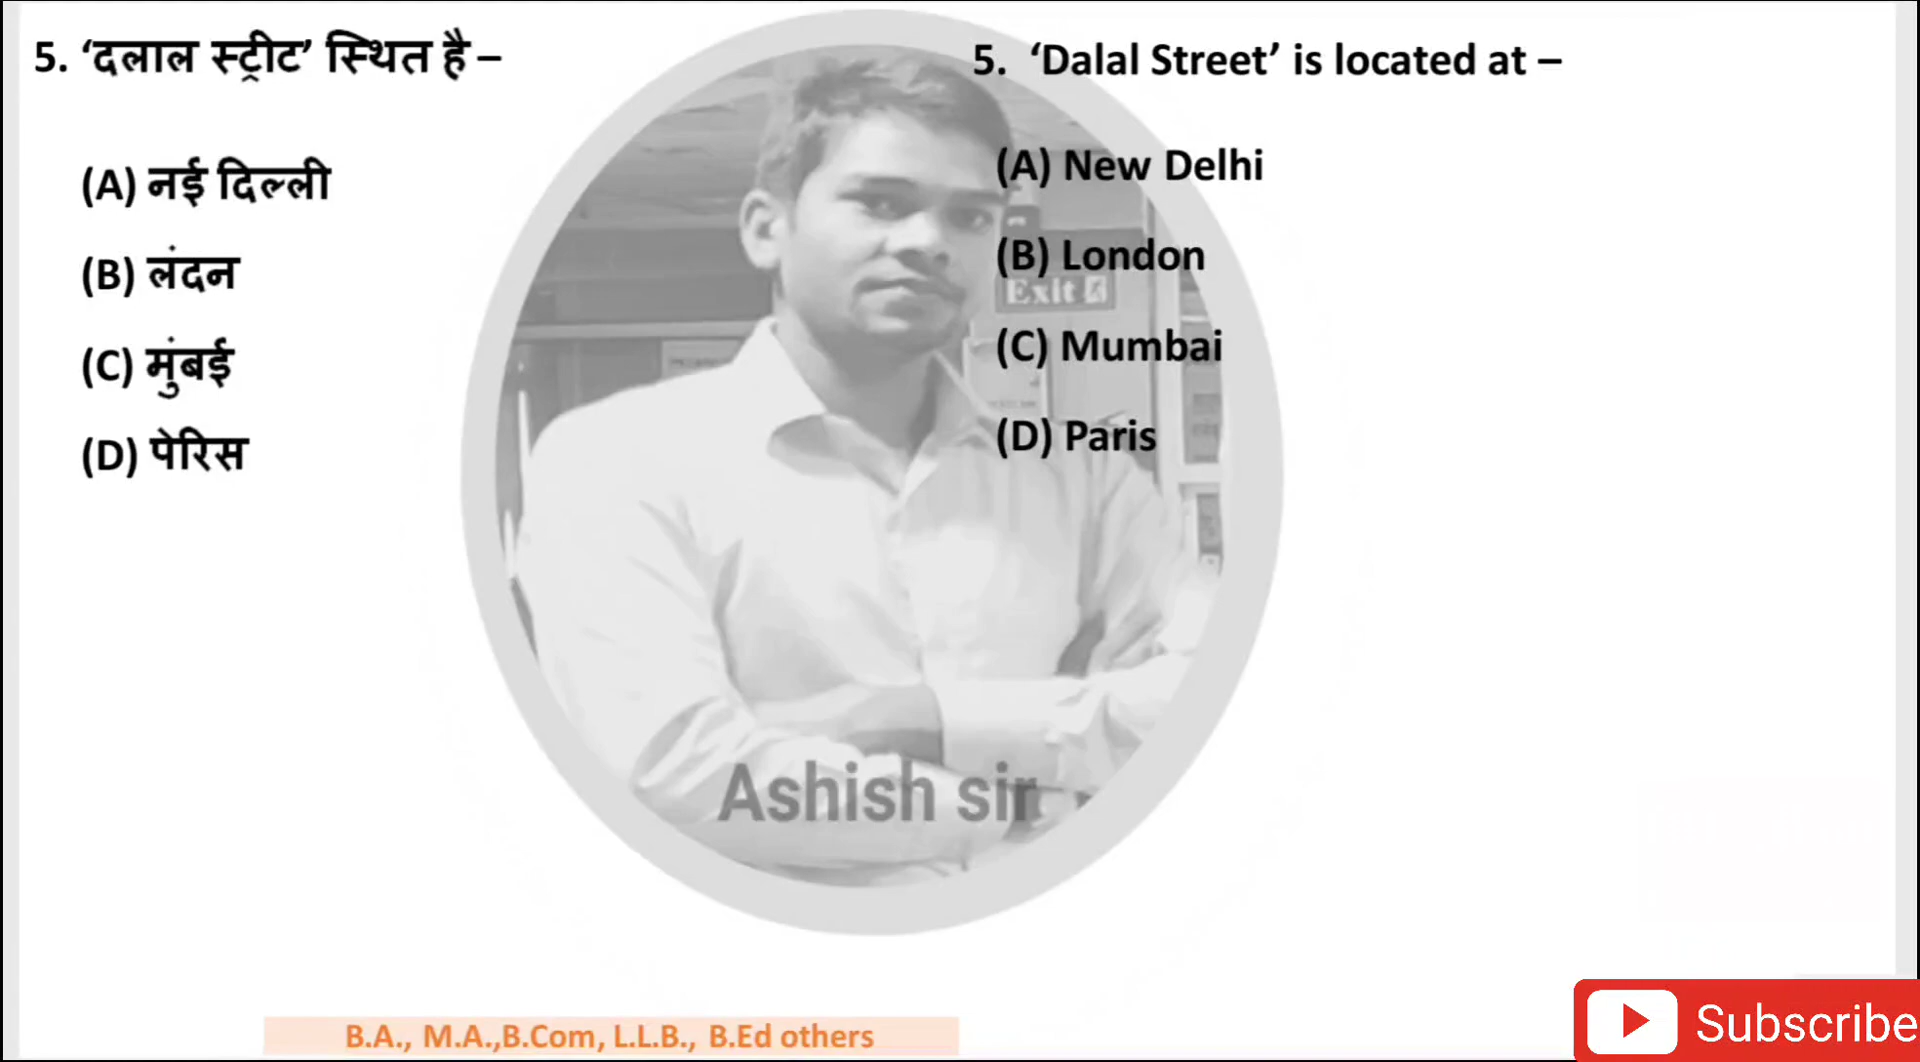 5. ‘दलाल स्ट्रीट’ स्थित है –
(A) नई दिल्ली
(B) लंदन
(C) मुंबई
(D) पेरिस
5. ‘Dalal Street’ is located at –
(A) New Delhi
(B) London
Exit
(C) Mumbai
(D) Paris
Ashish sir
B.A., M.A.,B.Com, L.L.B., B.Ed others
Subscribe